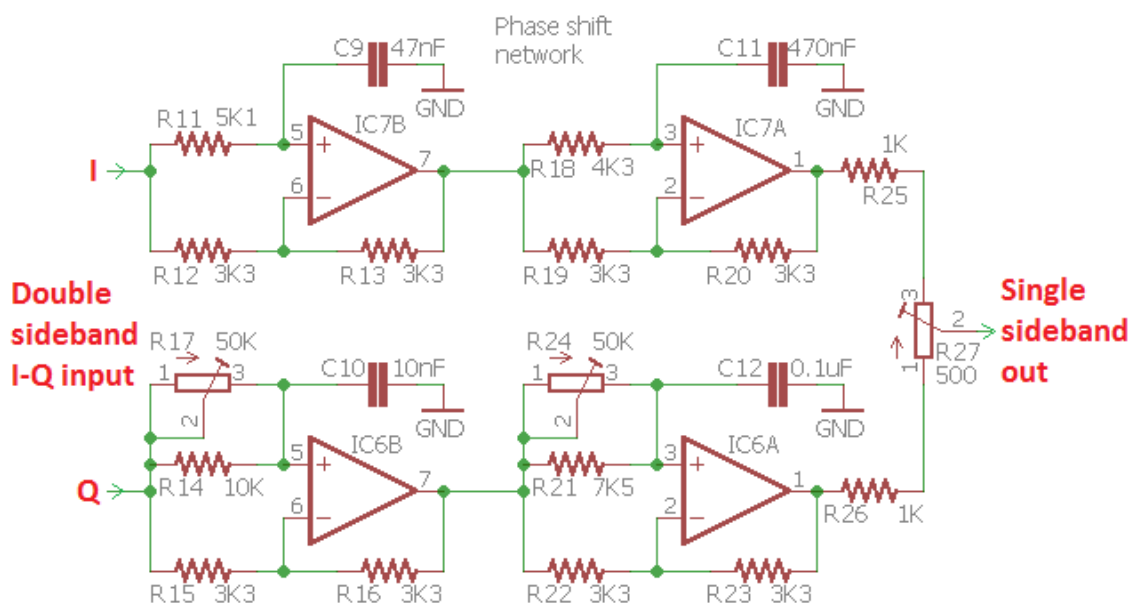 Phase shift
network
C9 47nF
GND
R11 5K1
5
IC7B
+
7
6
−
I
R12 3K3
R13 3K3
C11 470nF
GND
R18 4K3
3
IC7A
+
1
2
−
R19 3K3
R20 3K3
1K
R25
Double
sideband
I-Q input
R17 50K
1 3
2
C10 10nF
GND
R14 10K
5
IC6B
+
7
6
−
Q
R15 3K3
R16 3K3
R24 50K
1 3
2
C12 0.1uF
GND
R21 7K5
3
IC6A
+
1
2
−
R22 3K3
R23 3K3
R26 1K
3
2
1
R27
500
Single
sideband
out